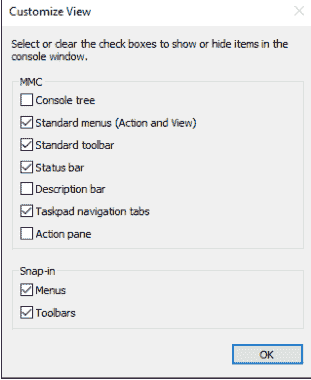 Customize View
Select or clear the check boxes to show or hide items in the
console window.
MMC
Console tree
Standard menus (Action and View)
Standard toolbar
Status bar
Description bar
Taskpad navigation tabs
Action pane
Snap-in
Menus
Toolbars
OK